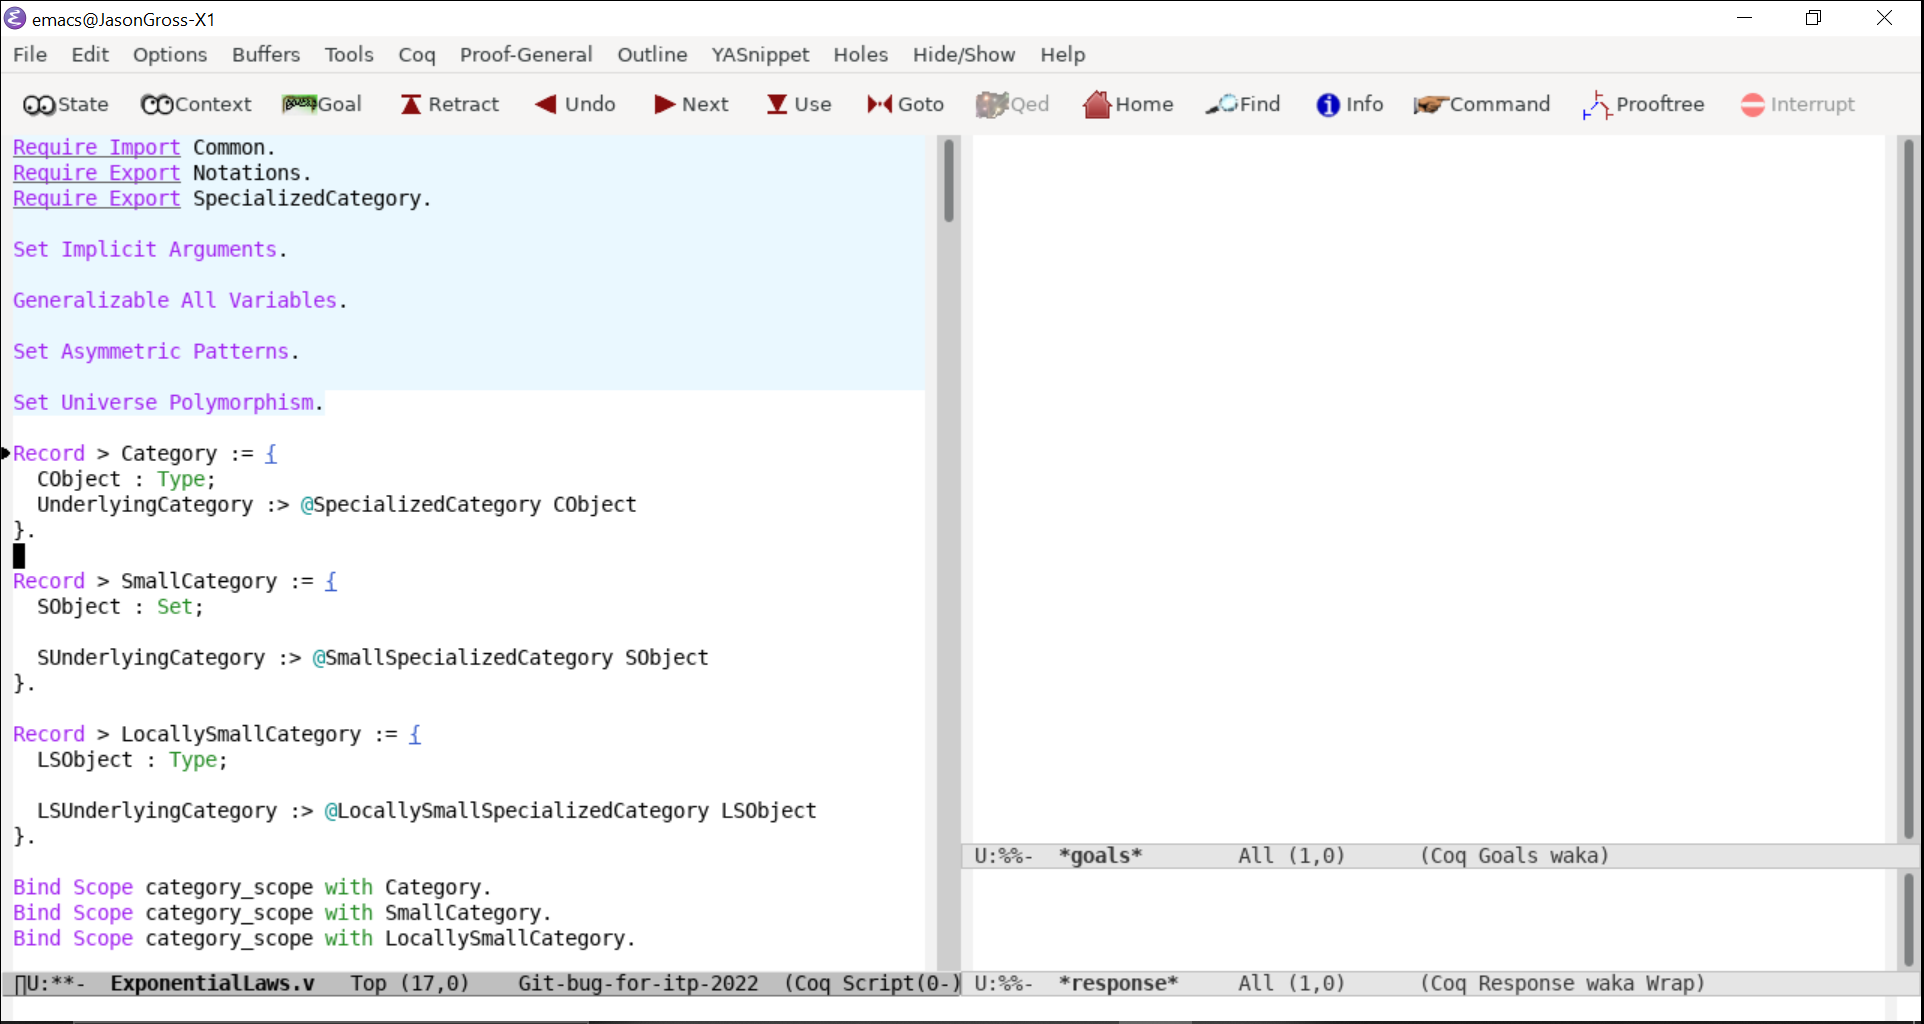 emacs@JasonGross-X1
File Edit Options Buffers Tools Coq Proof-General Outline YASnippet Holes Hide/Show Help
State Context Goal Retract Undo Next Use Goto Qed Home Find Info Command Prooftree Interrupt
Require Import Common.
Require Export Notations.
Require Export SpecializedCategory.
Set Implicit Arguments.
Generalizable All Variables.
Set Asymmetric Patterns.
Set Universe Polymorphism.
Record > Category := {
  CObject : Type;
  UnderlyingCategory :> @SpecializedCategory CObject
}.
Record > SmallCategory := {
  SObject : Set;
  SUnderlyingCategory :> @SmallSpecializedCategory SObject
}.
Record > LocallySmallCategory := {
  LSObject : Type;
  LSUnderlyingCategory :> @LocallySmallSpecializedCategory LSObject
}.
Bind Scope category_scope with Category.
Bind Scope category_scope with SmallCategory.
Bind Scope category_scope with LocallySmallCategory.
U:**-  ExponentialLaws.v   Top (17,0)    Git-bug-for-itp-2022  (Coq Script(0-)
U:%%-  *goals*        All (1,0)      (Coq Goals waka)
U:%%-  *response*     All (1,0)      (Coq Response waka Wrap)